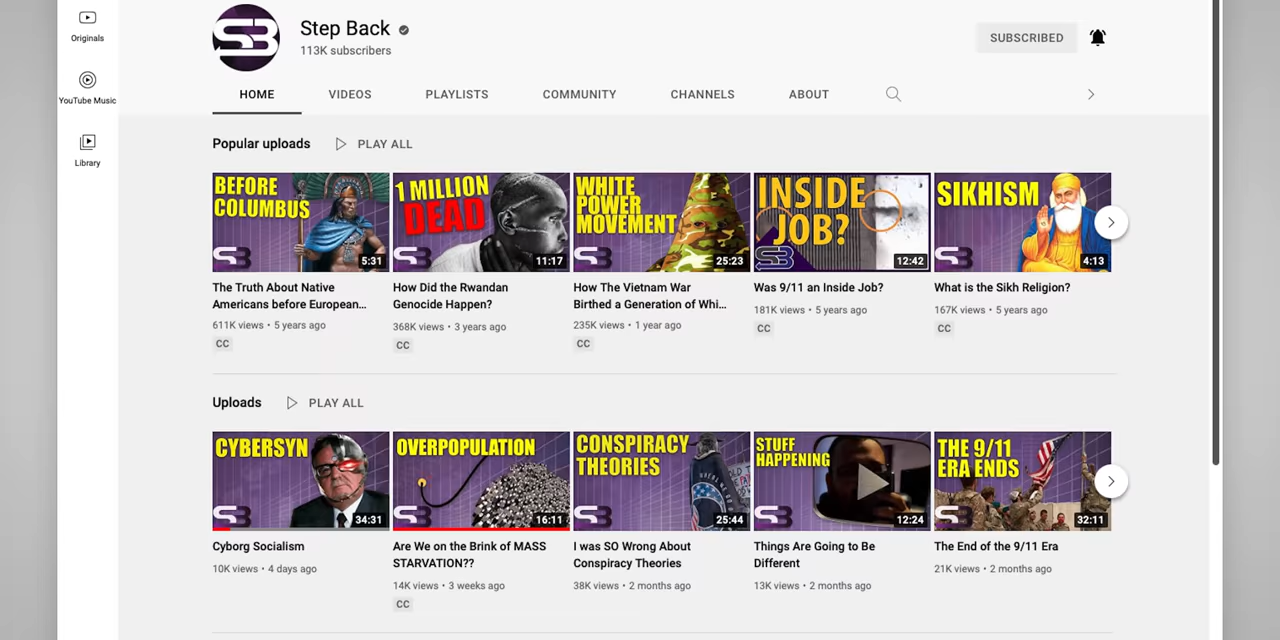 Originals
YouTube Music
Library
S3
Step Back
113K subscribers
SUBSCRIBED
HOME
VIDEOS
PLAYLISTS
COMMUNITY
CHANNELS
ABOUT
Popular uploads
PLAY ALL
BEFORE
COLUMBUS
5:31
The Truth About Native
Americans before European...
611K views • 5 years ago
CC
1 MILLION
DEAD
11:17
How Did the Rwandan
Genocide Happen?
368K views • 3 years ago
CC
WHITE
POWER
MOVEMENT
25:23
How The Vietnam War
Birthed a Generation of Whi...
235K views • 1 year ago
CC
INSIDE
JOB?
12:42
Was 9/11 an Inside Job?
181K views • 5 years ago
CC
SIKHISM
4:13
What is the Sikh Religion?
167K views • 5 years ago
CC
Uploads
PLAY ALL
CYBERSYN
34:31
Cyborg Socialism
10K views • 4 days ago
OVERPOPULATION
16:11
Are We on the Brink of MASS
STARVATION??
14K views • 3 weeks ago
CC
CONSPIRACY
THEORIES
25:44
I was SO Wrong About
Conspiracy Theories
38K views • 2 months ago
STUFF
HAPPENING
12:24
Things Are Going to Be
Different
13K views • 2 months ago
THE 9/11
ERA ENDS
32:11
The End of the 9/11 Era
21K views • 2 months ago